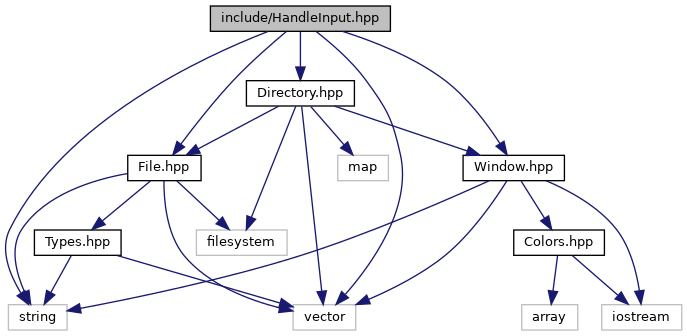 include/HandleInput.hpp
Directory.hpp
File.hpp
map
Window.hpp
Types.hpp
filesystem
Colors.hpp
string
vector
array
iostream